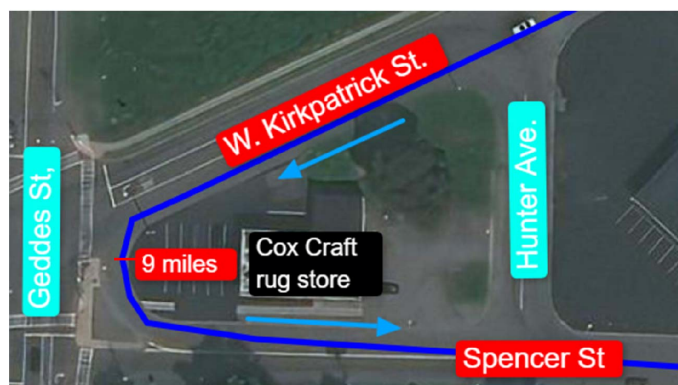 W. Kirkpatrick St.
Geddes St,
Hunter Ave.
9 miles
Cox Craft
rug store
Spencer St